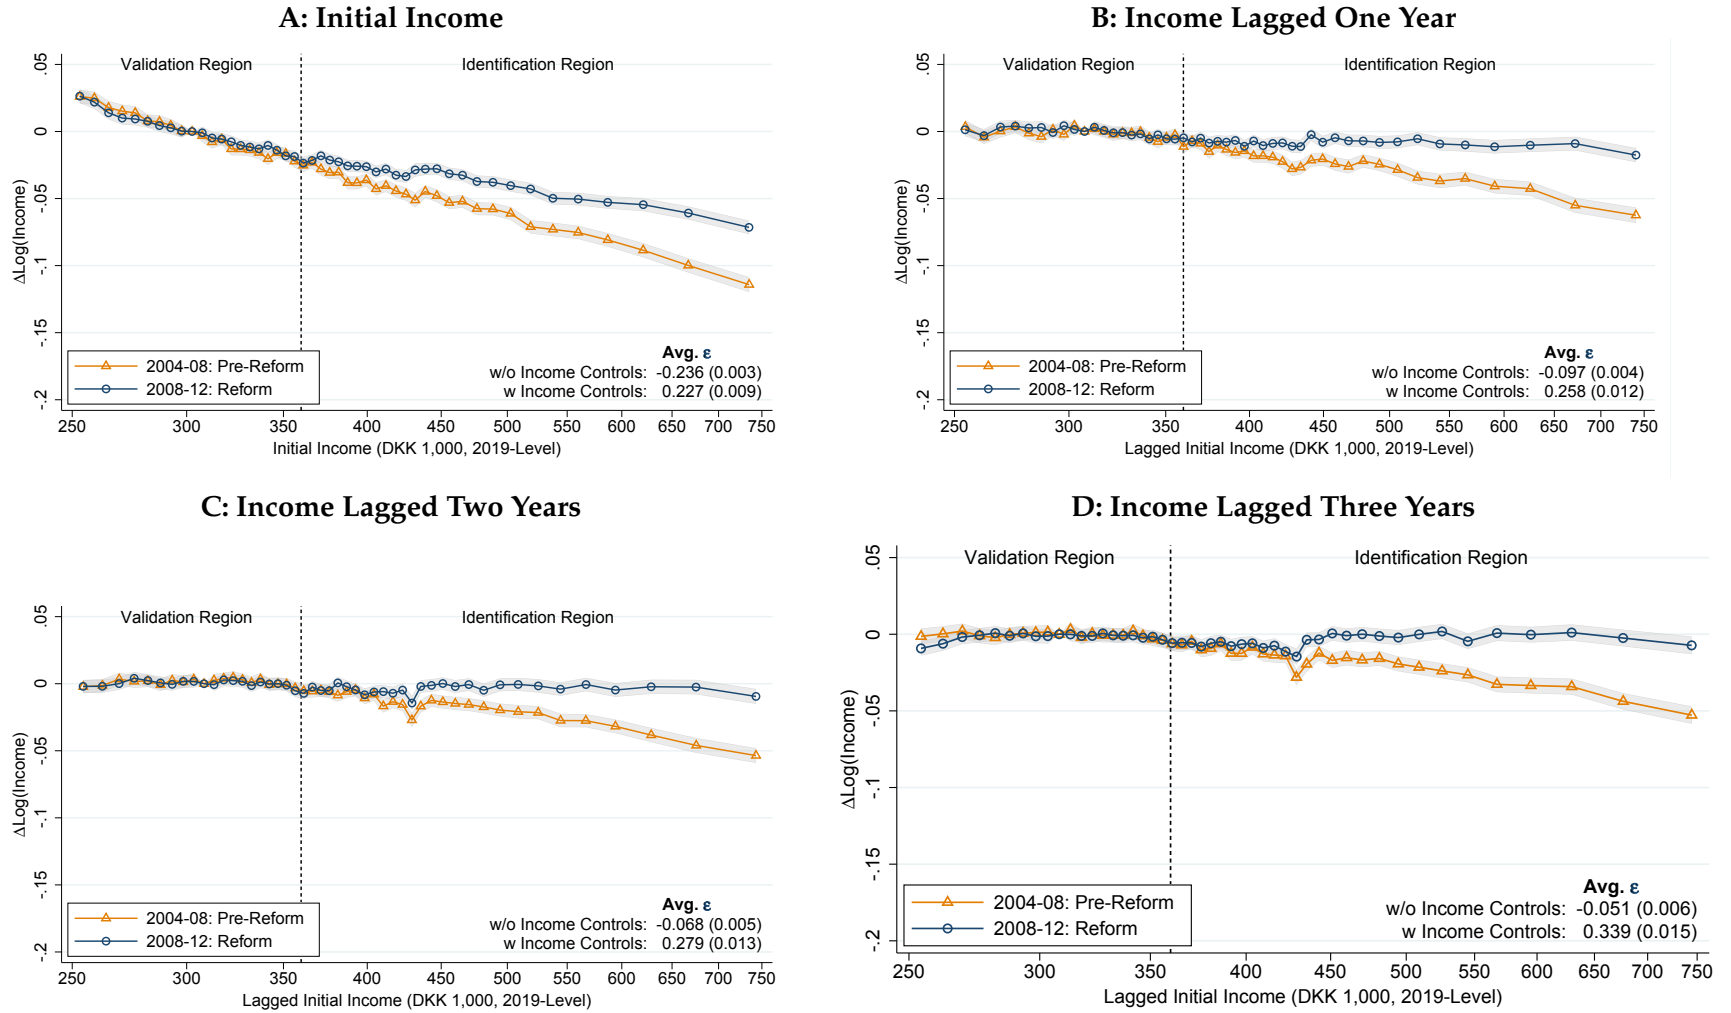 A: Initial Income
Validation Region
Identification Region
.05
0
-.05
-.1
-.15
-.2
ΔLog(Income)
2004-08: Pre-Reform
2008-12: Reform
Avg. ε
w/o Income Controls: -0.236 (0.003)
w Income Controls: 0.227 (0.009)
250 300 350 400 450 500 550 600 650 700 750
Initial Income (DKK 1,000, 2019-Level)
B: Income Lagged One Year
Validation Region
Identification Region
.05
0
-.05
-.1
-.15
-.2
ΔLog(Income)
2004-08: Pre-Reform
2008-12: Reform
Avg. ε
w/o Income Controls: -0.097 (0.004)
w Income Controls: 0.258 (0.012)
250 300 350 400 450 500 550 600 650 700 750
Lagged Initial Income (DKK 1,000, 2019-Level)
C: Income Lagged Two Years
Validation Region
Identification Region
.05
0
-.05
-.1
-.15
-.2
ΔLog(Income)
2004-08: Pre-Reform
2008-12: Reform
Avg. ε
w/o Income Controls: -0.068 (0.005)
w Income Controls: 0.279 (0.013)
250 300 350 400 450 500 550 600 650 700 750
Lagged Initial Income (DKK 1,000, 2019-Level)
D: Income Lagged Three Years
Validation Region
Identification Region
.05
0
-.05
-.1
-.15
-.2
ΔLog(Income)
2004-08: Pre-Reform
2008-12: Reform
Avg. ε
w/o Income Controls: -0.051 (0.006)
w Income Controls: 0.339 (0.015)
250 300 350 400 450 500 550 600 650 700 750
Lagged Initial Income (DKK 1,000, 2019-Level)